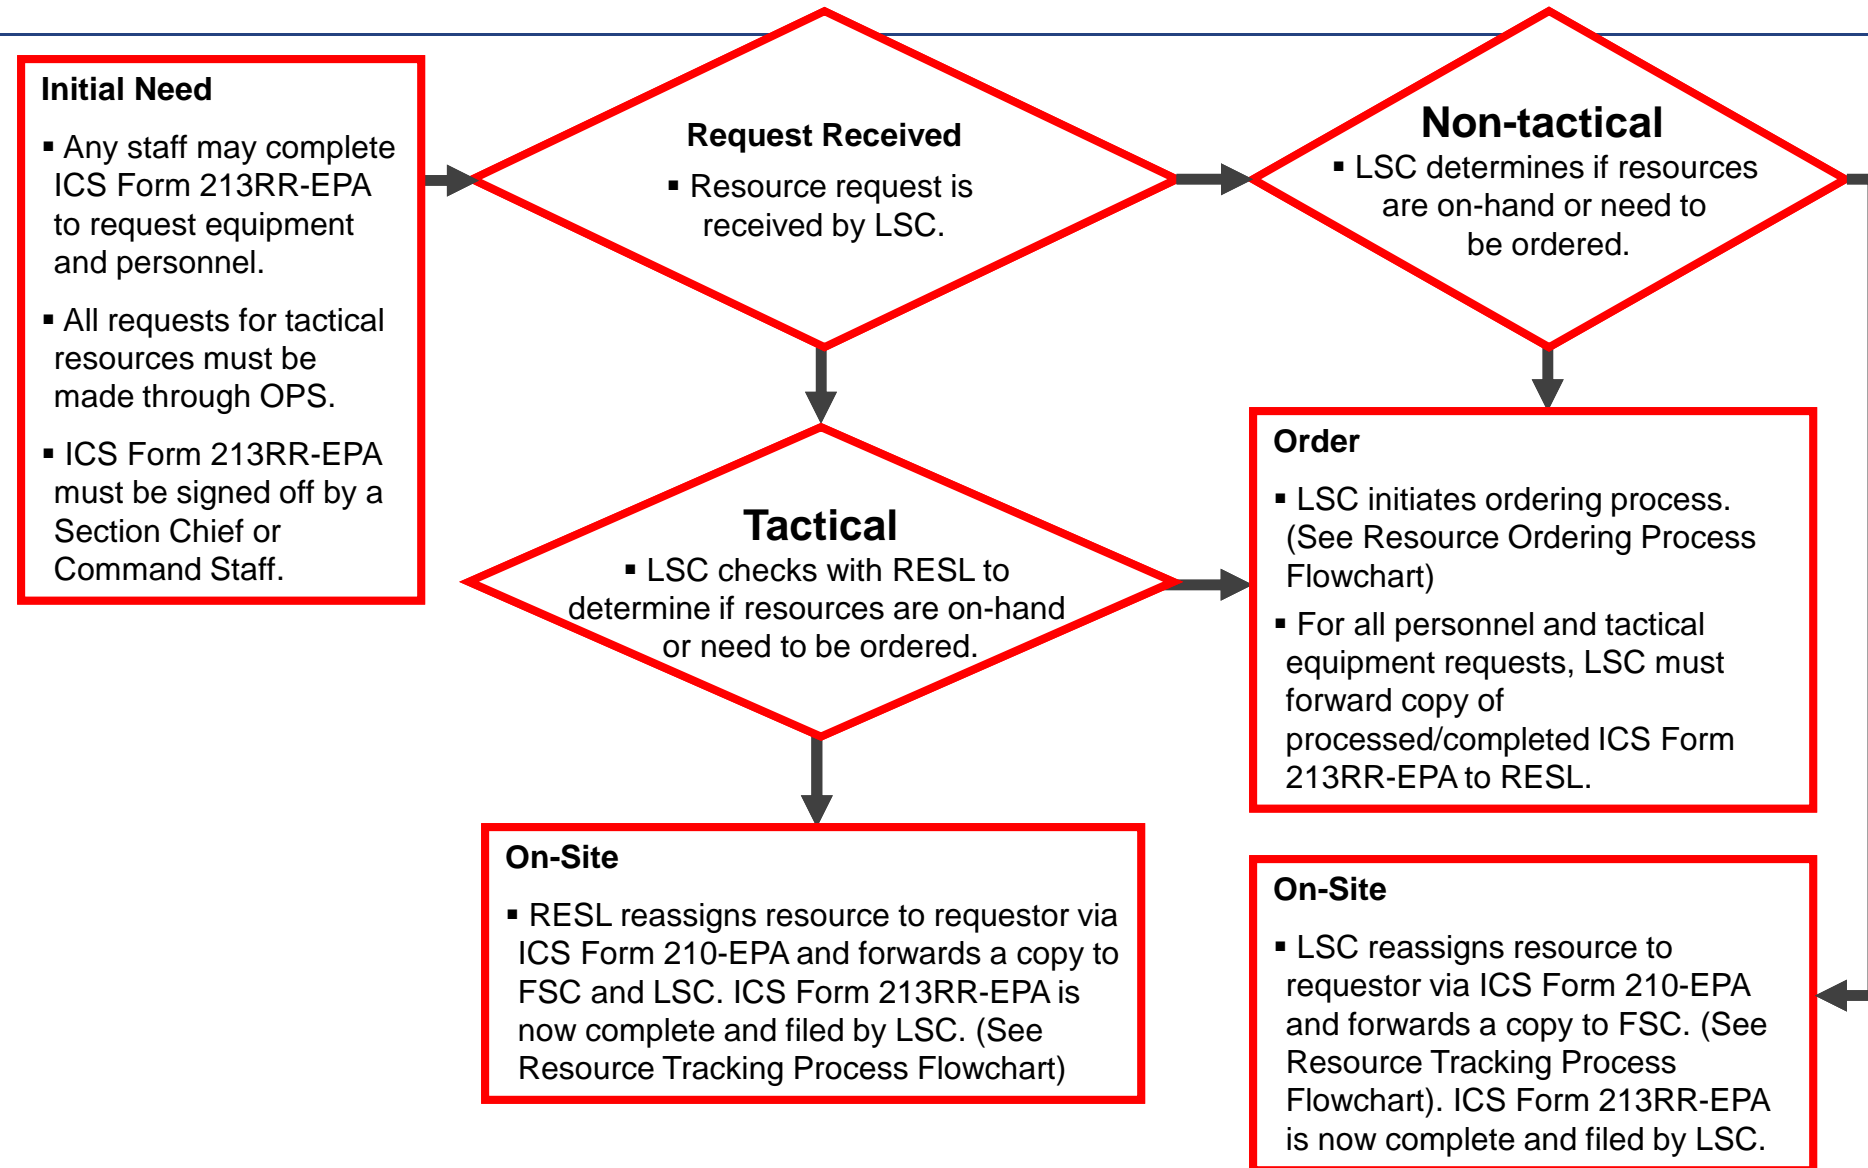 Initial Need
▪ Any staff may complete
ICS Form 213RR-EPA
to request equipment
and personnel.
▪ All requests for tactical
resources must be
made through OPS.
▪ ICS Form 213RR-EPA
must be signed off by a
Section Chief or
Command Staff.
Request Received
▪ Resource request is
received by LSC.
Non-tactical
▪ LSC determines if resources
are on-hand or need to
be ordered.
Tactical
▪ LSC checks with RESL to
determine if resources are on-hand
or need to be ordered.
Order
▪ LSC initiates ordering process.
(See Resource Ordering Process
Flowchart)
▪ For all personnel and tactical
equipment requests, LSC must
forward copy of
processed/completed ICS Form
213RR-EPA to RESL.
On-Site
▪ RESL reassigns resource to requestor via
ICS Form 210-EPA and forwards a copy to
FSC and LSC. ICS Form 213RR-EPA is
now complete and filed by LSC. (See
Resource Tracking Process Flowchart)
On-Site
▪ LSC reassigns resource to
requestor via ICS Form 210-EPA
and forwards a copy to FSC. (See
Resource Tracking Process
Flowchart). ICS Form 213RR-EPA
is now complete and filed by LSC.